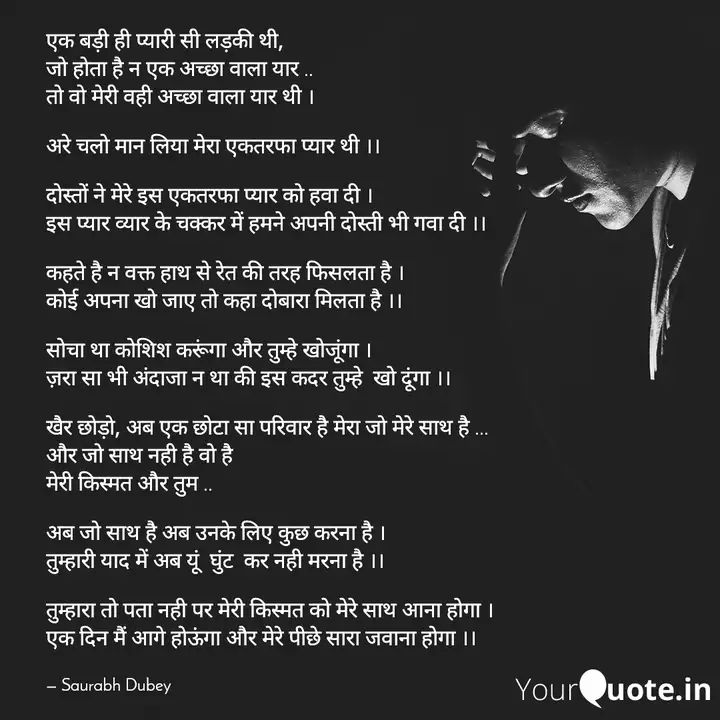 एक बड़ी ही प्यारी सी लड़की थी,
जो होता है न एक अच्छा वाला यार ..
तो वो मेरी वही अच्छा वाला यार थी ।
अरे चलो मान लिया मेरा एकतरफा प्यार थी ।।
दोस्तों ने मेरे इस एकतरफा प्यार को हवा दी ।
इस प्यार व्यार के चक्कर में हमने अपनी दोस्ती भी गवा दी ।।
कहते है न वक्त हाथ से रेत की तरह फिसलता है ।
कोई अपना खो जाए तो कहा दोबारा मिलता है ।।
सोचा था कोशिश करूंगा और तुम्हे खोजूंगा ।
ज़रा सा भी अंदाजा न था की इस कदर तुम्हे खो दूंगा ।।
खैर छोड़ो, अब एक छोटा सा परिवार है मेरा जो मेरे साथ है ...
और जो साथ नही है वो है
मेरी किस्मत और तुम ..
अब जो साथ है अब उनके लिए कुछ करना है ।
तुम्हारी याद में अब यूं घुंट कर नही मरना है ।।
तुम्हारा तो पता नही पर मेरी किस्मत को मेरे साथ आना होगा ।
एक दिन मैं आगे होऊंगा और मेरे पीछे सारा जवाना होगा ।।
– Saurabh Dubey
YourQuote.in